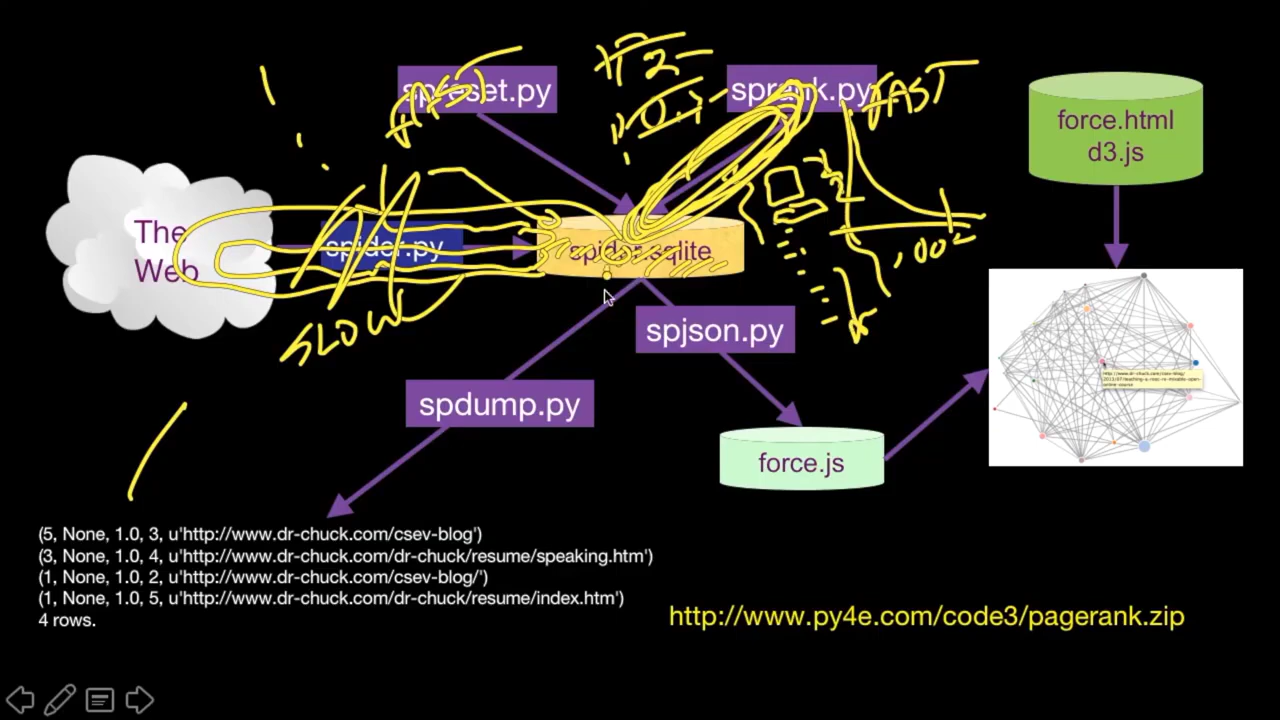 spreset.py
FAST
sprank.py
FAST
force.html
d3.js
The
Web
spider.py
SLOW
spider.sqlite
.002
spjson.py
spdump.py
force.js
(5, None, 1.0, 3, u'http://www.dr-chuck.com/csev-blog')
(3, None, 1.0, 4, u'http://www.dr-chuck.com/dr-chuck/resume/speaking.htm')
(1, None, 1.0, 2, u'http://www.dr-chuck.com/csev-blog/')
(1, None, 1.0, 5, u'http://www.dr-chuck.com/dr-chuck/resume/index.htm')
4 rows.
http://www.py4e.com/code3/pagerank.zip